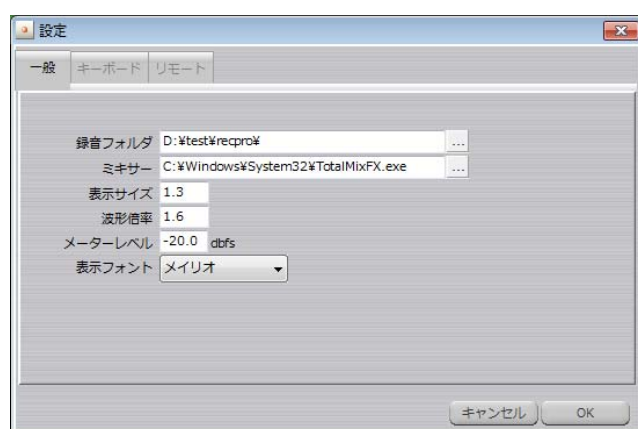 設定
一般 キーボード リモート
録音フォルダ D:¥test¥recpro¥ ...
ミキサー C:¥Windows¥System32¥TotalMixFX.exe ...
表示サイズ 1.3
波形倍率 1.6
メーターレベル -20.0 dbfs
表示フォント メイリオ
キャンセル OK